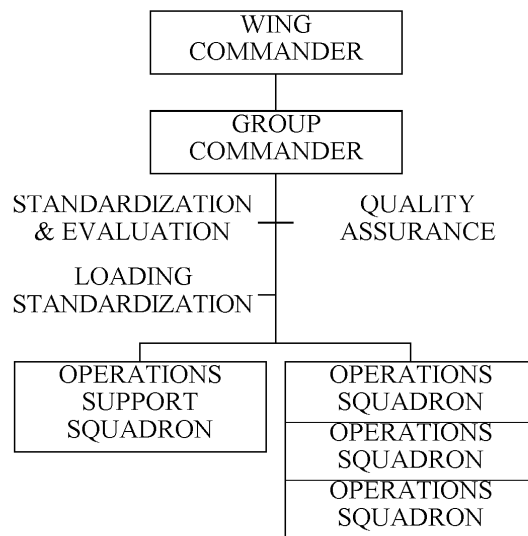 WING
COMMANDER
GROUP
COMMANDER
STANDARDIZATION
& EVALUATION
QUALITY
ASSURANCE
LOADING
STANDARDIZATION
OPERATIONS
SUPPORT
SQUADRON
OPERATIONS
SQUADRON
OPERATIONS
SQUADRON
OPERATIONS
SQUADRON